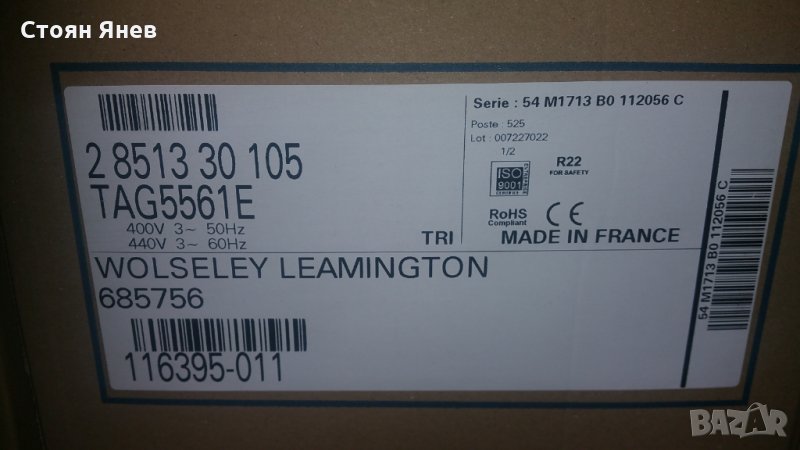 Стоян Янев
2 8513 30 105
TAG5561E
400V 3~ 50Hz
440V 3~ 60Hz
TRI
Serie : 54 M1713 B0 112056 C
Poste : 525
Lot : 007227022
1/2
ISO
9001
R22
FOR SAFETY
RoHS
Compliant
CE
MADE IN FRANCE
WOLSELEY LEAMINGTON
685756
116395-011
54 M1713 B0 112056 C
BAZAR